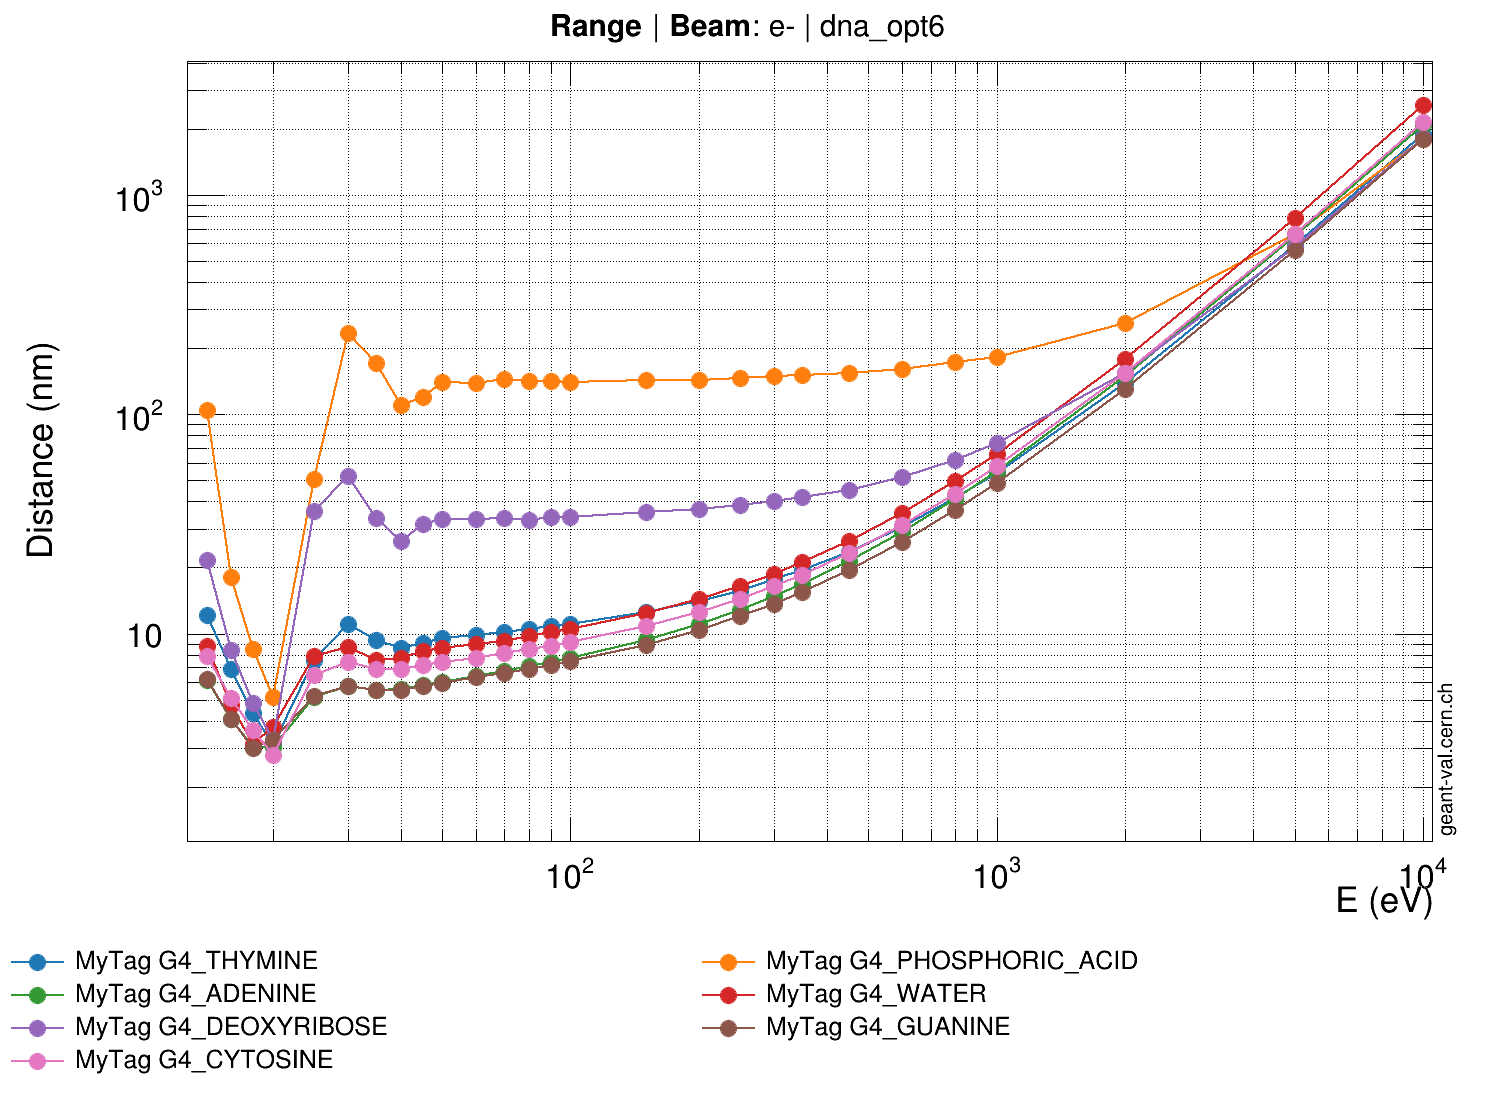 Range | Beam: e- | dna_opt6
Distance (nm)
10³
10²
10
10²
10³
10⁴
E (eV)
geant-val.cern.ch
MyTag G4_THYMINE
MyTag G4_PHOSPHORIC_ACID
MyTag G4_ADENINE
MyTag G4_WATER
MyTag G4_DEOXYRIBOSE
MyTag G4_GUANINE
MyTag G4_CYTOSINE